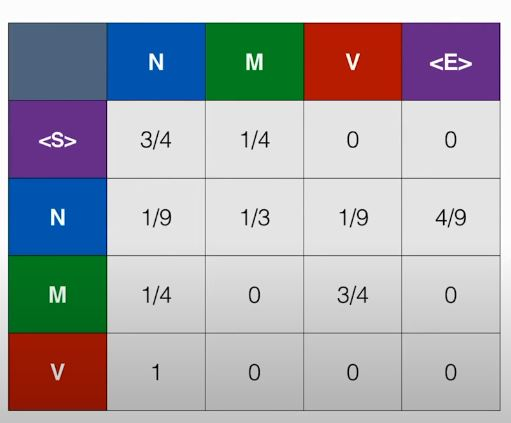 N M V <E>
<S> 3/4 1/4 0 0
N 1/9 1/3 1/9 4/9
M 1/4 0 3/4 0
V 1 0 0 0